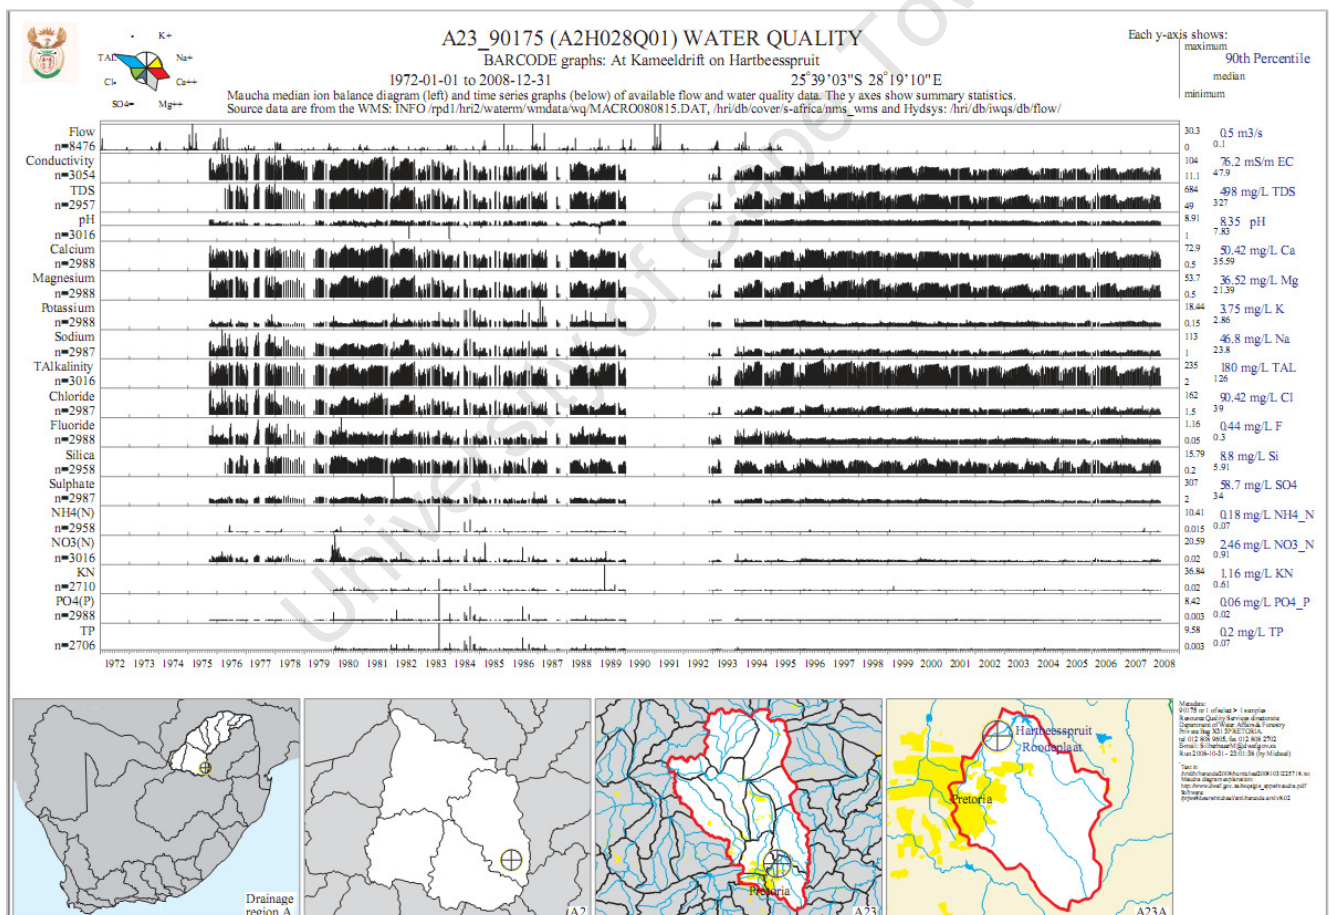 A23_90175 (A2H028Q01) WATER QUALITY
BARCODE graphs: At Kameeldrift on Hartbeesspruit
1972-01-01 to 2008-12-31 25°39'03"S 28°19'10"E
Maucha median ion balance diagram (left) and time series graphs (below) of available flow and water quality data. The y axes show summary statistics.
Source data are from the WMS: INFO /rpd1/hri2/waterm/wmdata/wq/MACRO080815.DAT, /hri/db/cover/s-africa/nms_wms and Hydsys: /hri/db/iwqs/db/flow/
K+
TAL Na+
Cl- Ca++
SO4= Mg++
Each y-axis shows:
maximum
90th Percentile
median
minimum
Flow 30.3 0.5 m3/s
n=8476 0 0.1
Conductivity 104 76.2 mS/m EC
n=3054 11.1 47.9
TDS 684 498 mg/L TDS
n=2957 49 327
pH 8.91 8.35 pH
n=3016 1 7.83
Calcium 72.9 50.42 mg/L Ca
n=2988 0.5 35.59
Magnesium 53.7 36.52 mg/L Mg
n=2988 0.5 21.39
Potassium 18.44 3.75 mg/L K
n=2988 0.15 2.86
Sodium 113 46.8 mg/L Na
n=2987 1 23.8
TAlkalinity 235 180 mg/L TAL
n=3016 2 126
Chloride 162 90.42 mg/L Cl
n=2987 1.5 39
Fluoride 1.16 0.44 mg/L F
n=2988 0.05 0.3
Silica 15.79 8.8 mg/L Si
n=2958 0.2 5.91
Sulphate 307 58.7 mg/L SO4
n=2987 2 34
NH4(N) 10.41 0.18 mg/L NH4_N
n=2958 0.015 0.07
NO3(N) 20.59 2.46 mg/L NO3_N
n=3016 0.02 0.91
KN 36.84 1.16 mg/L KN
n=2710 0.02 0.61
PO4(P) 8.42 0.06 mg/L PO4_P
n=2988 0.003 0.02
TP 9.58 0.2 mg/L TP
n=2706 0.003 0.07
1972 1973 1974 1975 1976 1977 1978 1979 1980 1981 1982 1983 1984 1985 1986 1987 1988 1989 1990 1991 1992 1993 1994 1995 1996 1997 1998 1999 2000 2001 2002 2003 2004 2005 2006 2007 2008
University of Cape Tow
Drainage
region A
A2
Pretoria
A23
Hartbeesspruit
Roodeplaat
Pretoria
A23A
Metadata:
Resource Quality Services directorate
Department of Water Affairs & Forestry